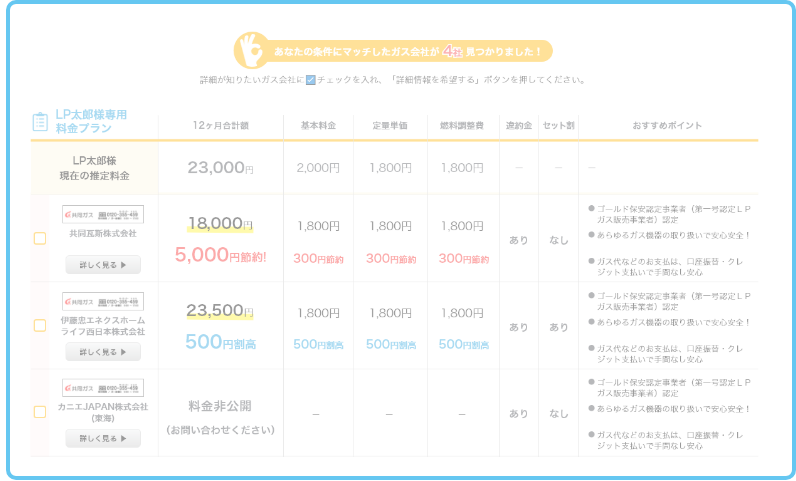 あなたの条件にマッチしたガス会社が4社見つかりました！
詳細が知りたいガス会社に☑チェックを入れ、「詳細情報を希望する」ボタンを押してください。
LP太郎様専用
料金プラン
12ヶ月合計額
基本料金
定量単価
燃料調整費
違約金
セット割
おすすめポイント
LP太郎様
現在の推定料金
23,000円
2,000円
1,800円
1,800円
―
―
―
共同ガス
共同瓦斯株式会社
詳しく見る ▶
18,000円
5,000円節約!
1,800円
300円節約
1,800円
300円節約
1,800円
300円節約
あり
なし
●ゴールド保安認定事業者（第一号認定ＬＰ
ガス販売事業者）認定
●あらゆるガス機器の取り扱いで安心安全！
●ガス代などのお支払は、口座振替・クレ
ジット支払いで手間なし安心
共同ガス
伊藤忠エネクスホーム
ライフ西日本株式会社
詳しく見る ▶
23,500円
500円割高
1,800円
500円割高
1,800円
500円割高
1,800円
500円割高
あり
あり
●ゴールド保安認定事業者（第一号認定ＬＰ
ガス販売事業者）認定
●あらゆるガス機器の取り扱いで安心安全！
●ガス代などのお支払は、口座振替・クレ
ジット支払いで手間なし安心
共同ガス
カニエJAPAN株式会社
(東海)
詳しく見る ▶
料金非公開
(お問い合わせください)
―
―
―
あり
なし
●ゴールド保安認定事業者（第一号認定ＬＰ
ガス販売事業者）認定
●あらゆるガス機器の取り扱いで安心安全！
●ガス代などのお支払は、口座振替・クレ
ジット支払いで手間なし安心